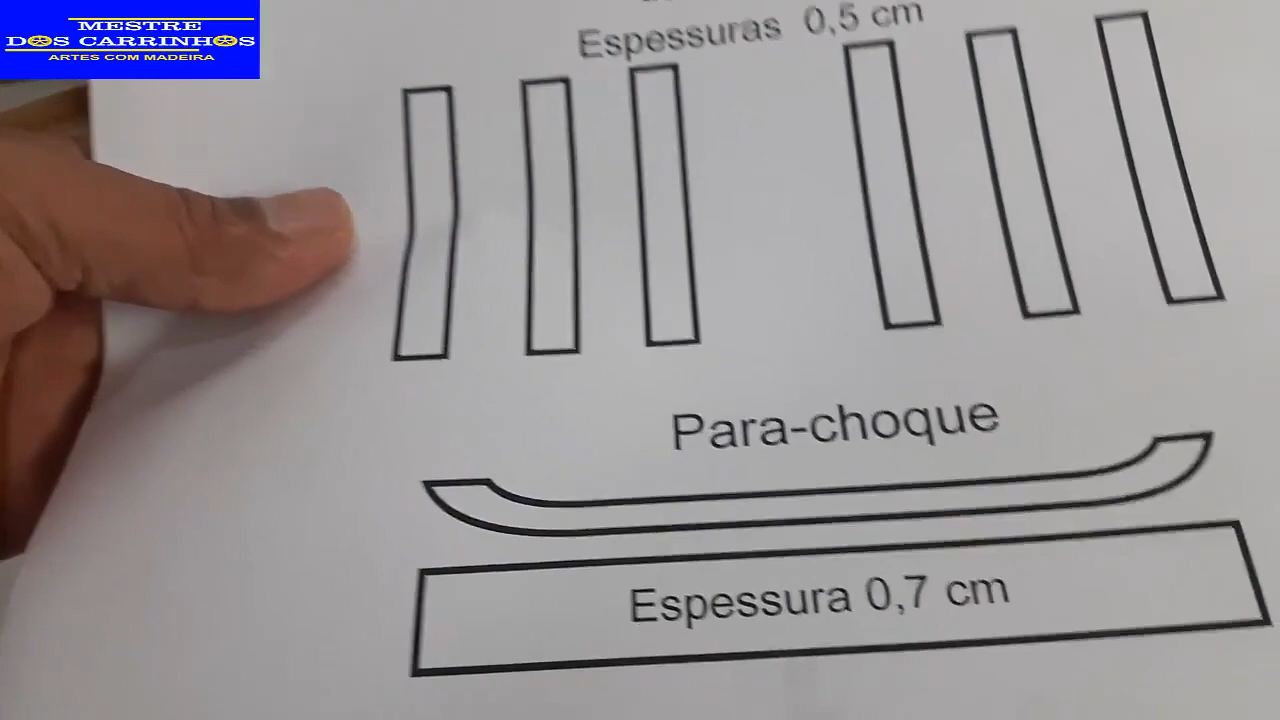 MESTRE
DOS CARRINHOS
ARTES COM MADEIRA
Espessuras 0,5 cm
Para-choque
Espessura 0,7 cm